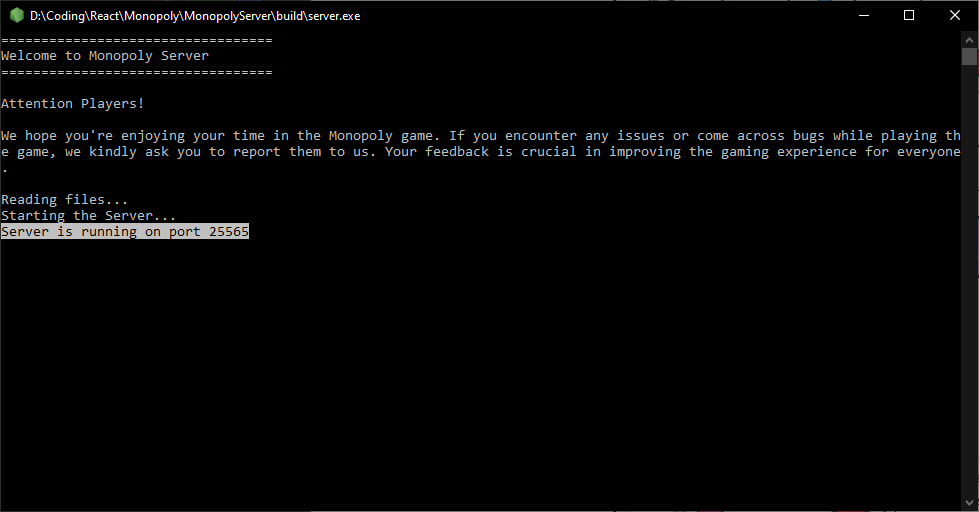 D:\Coding\React\Monopoly\MonopolyServer\build\server.exe
==================================
Welcome to Monopoly Server
==================================
Attention Players!
We hope you're enjoying your time in the Monopoly game. If you encounter any issues or come across bugs while playing th
e game, we kindly ask you to report them to us. Your feedback is crucial in improving the gaming experience for everyone
.
Reading files...
Starting the Server...
Server is running on port 25565